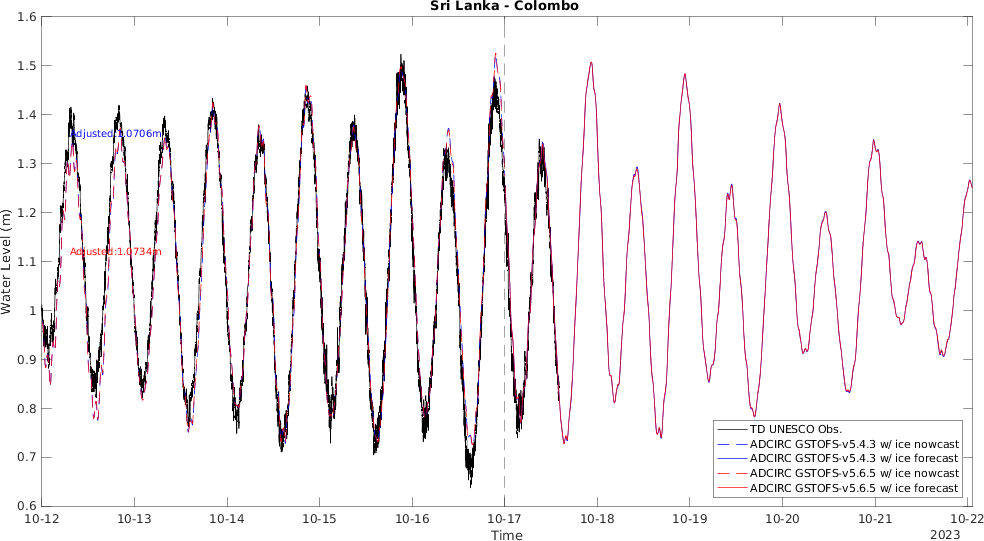 Sri Lanka - Colombo
1.6
1.5
1.4
1.3
1.2
1.1
1
0.9
0.8
0.7
0.6
Water Level (m)
Adjusted:1.0706m
Adjusted:1.0734m
TD UNESCO Obs.
ADCIRC GSTOFS-v5.4.3 w/ ice nowcast
ADCIRC GSTOFS-v5.4.3 w/ ice forecast
ADCIRC GSTOFS-v5.6.5 w/ ice nowcast
ADCIRC GSTOFS-v5.6.5 w/ ice forecast
10-12 10-13 10-14 10-15 10-16 10-17 10-18 10-19 10-20 10-21 10-22
Time 2023